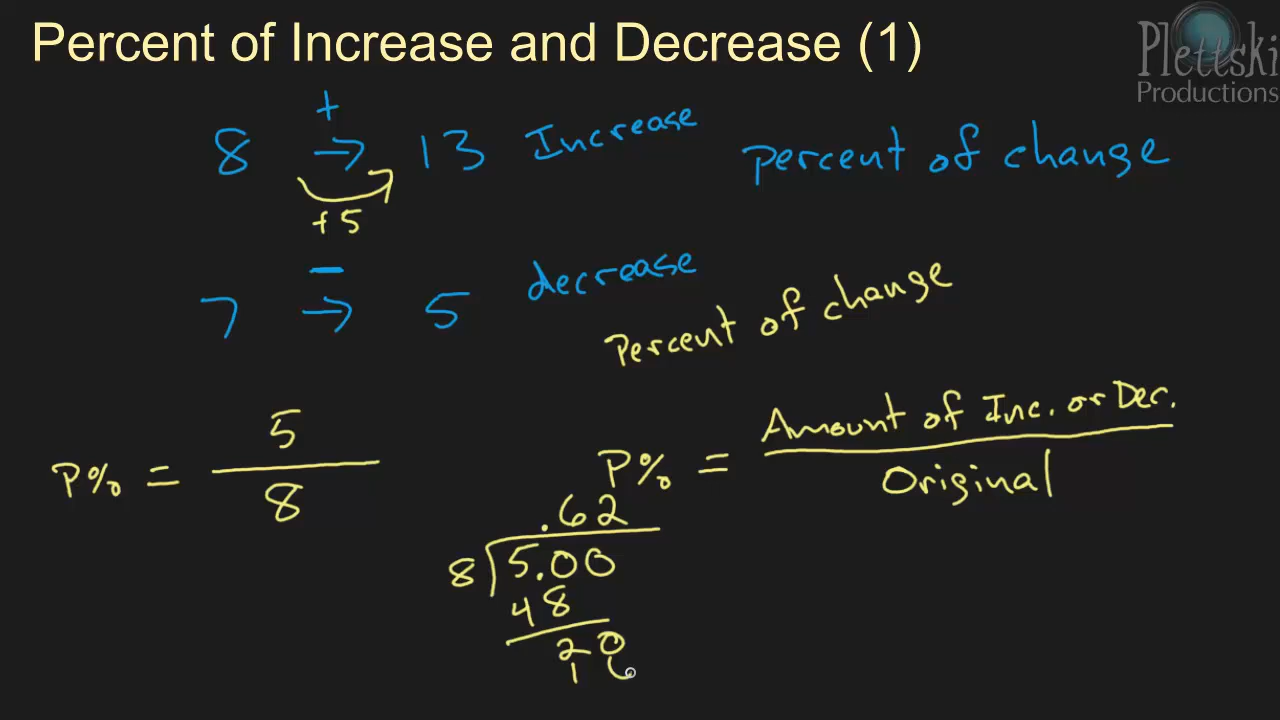 Percent of Increase and Decrease (1)
Plettski
Productions
+
8 → 13 Increase
percent of change
+5
−
7 → 5 decrease
Percent of change
P% = 5
8
P% = Amount of Inc. or Dec.
Original
.62
8 5.00
48
20
16